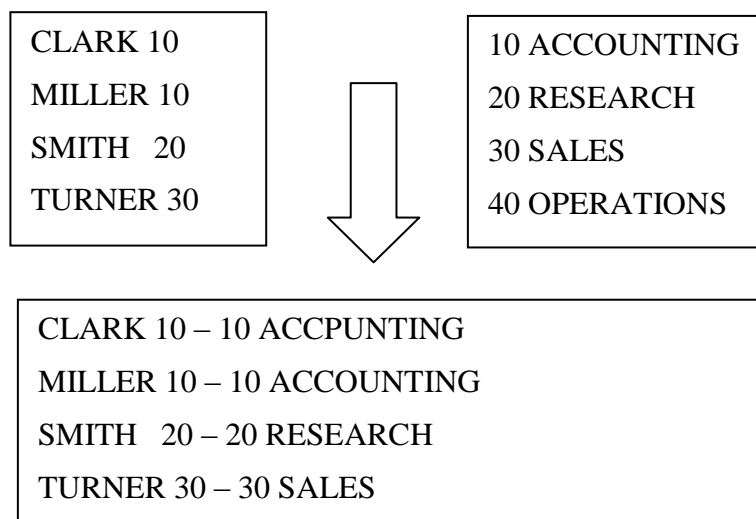 CLARK 10
MILLER 10
SMITH   20
TURNER 30
10 ACCOUNTING
20 RESEARCH
30 SALES
40 OPERATIONS
CLARK 10 – 10 ACCPUNTING
MILLER 10 – 10 ACCOUNTING
SMITH   20 – 20 RESEARCH
TURNER 30 – 30 SALES